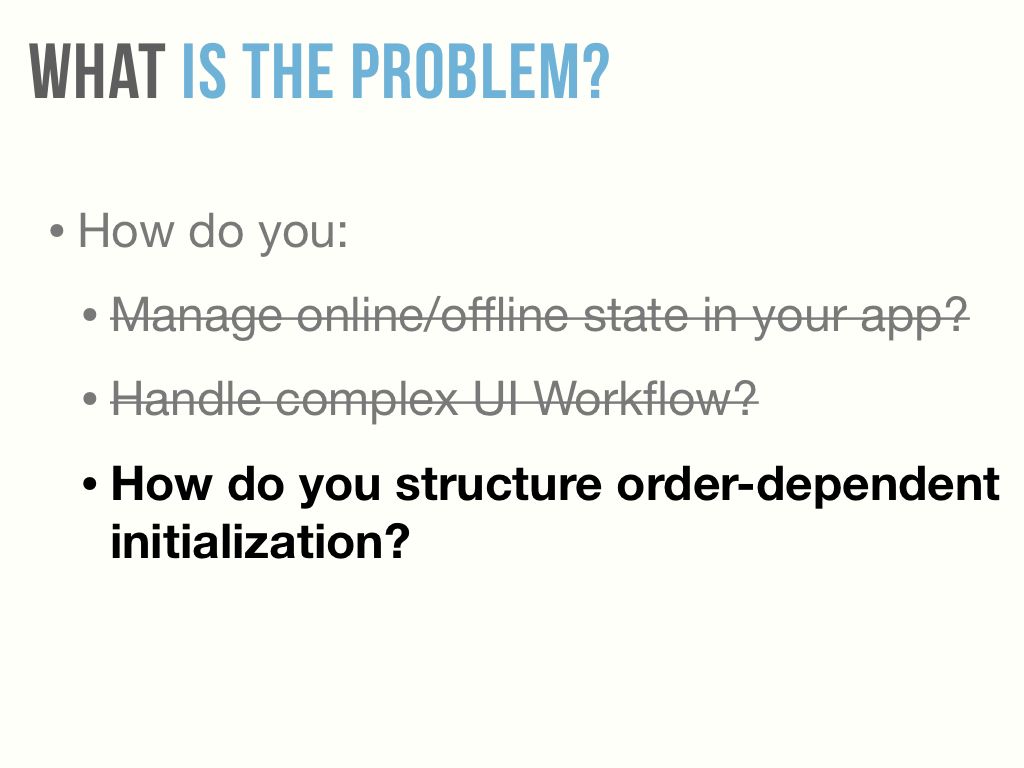 WHAT IS THE PROBLEM?
• How do you:
• Manage online/offline state in your app?
• Handle complex UI Workflow?
• How do you structure order-dependent
initialization?